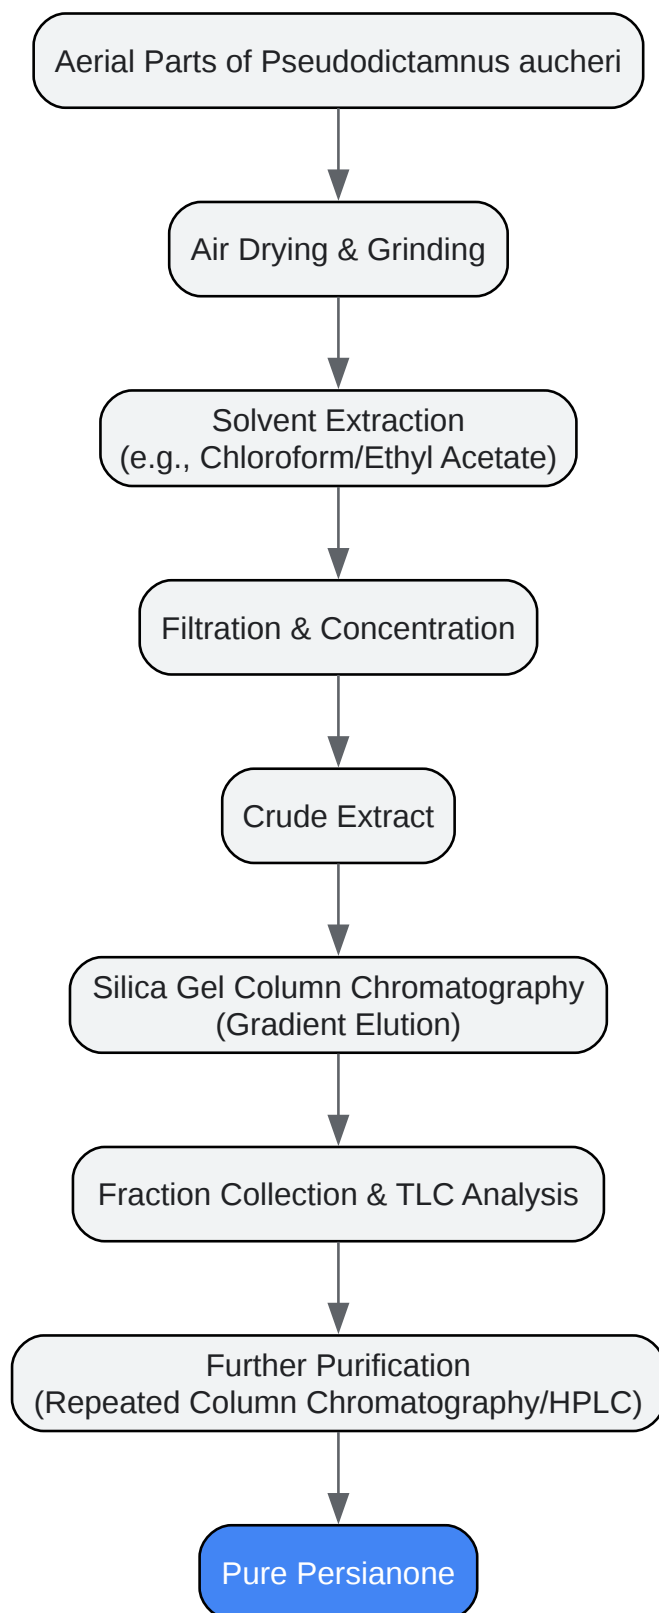 Aerial Parts of Pseudodictamnus aucheri
Air Drying & Grinding
Solvent Extraction
(e.g., Chloroform/Ethyl Acetate)
Filtration & Concentration
Crude Extract
Silica Gel Column Chromatography
(Gradient Elution)
Fraction Collection & TLC Analysis
Further Purification
(Repeated Column Chromatography/HPLC)
Pure Persianone